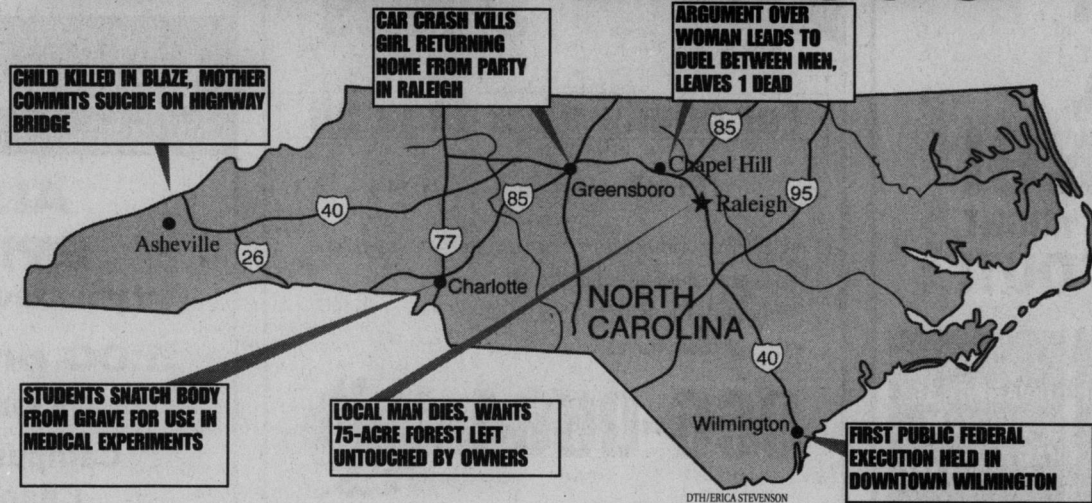 CAR CRASH KILLS
GIRL RETURNING
HOME FROM PARTY
IN RALEIGH
ARGUMENT OVER
WOMAN LEADS TO
DUEL BETWEEN MEN,
LEAVES 1 DEAD
CHILD KILLED IN BLAZE, MOTHER
COMMITS SUICIDE ON HIGHWAY
BRIDGE
85
Chapel Hill
Greensboro
40
85
95
Raleigh
Asheville
26
77
Charlotte
NORTH
CAROLINA
40
STUDENTS SNATCH BODY
FROM GRAVE FOR USE IN
MEDICAL EXPERIMENTS
LOCAL MAN DIES, WANTS
75-ACRE FOREST LEFT
UNTOUCHED BY OWNERS
Wilmington
FIRST PUBLIC FEDERAL
EXECUTION HELD IN
DOWNTOWN WILMINGTON
DTH/ERICA STEVENSON